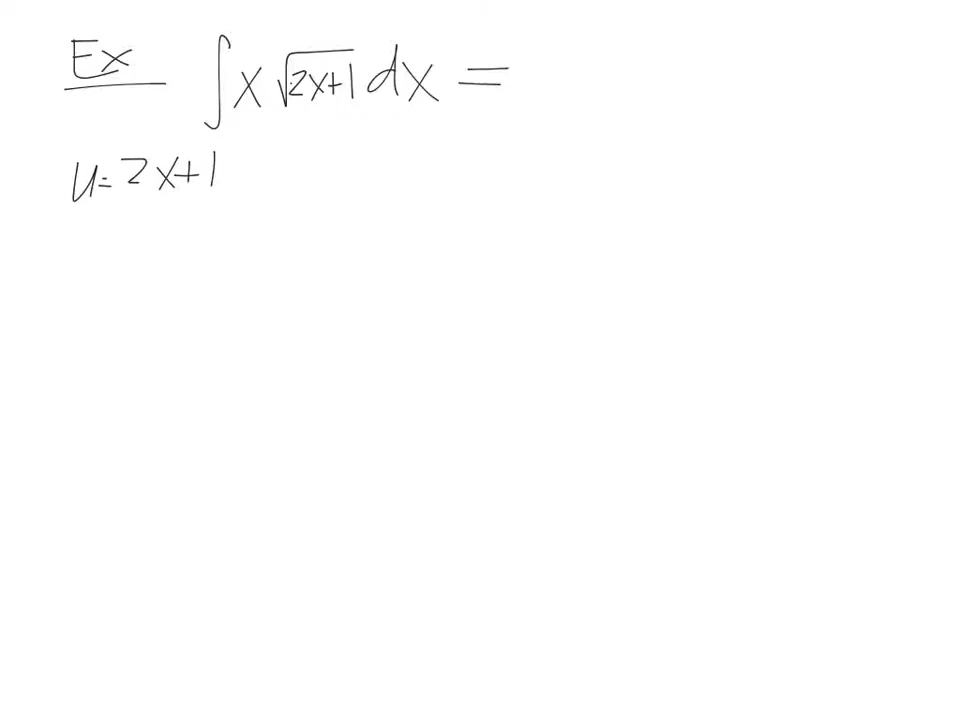 Ex ∫x√(2x+1) dx =
u=2x+1